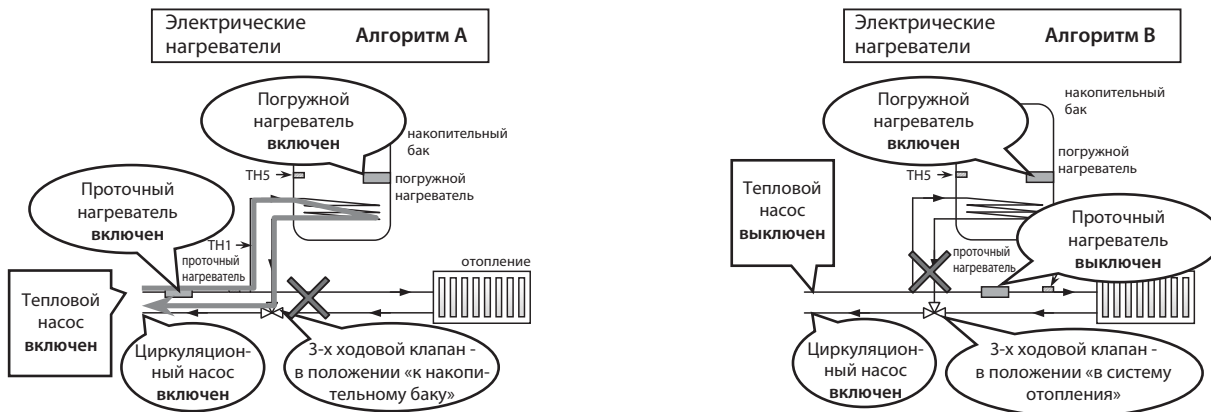 Электрические
нагреватели Алгоритм A
Погружной
нагреватель
включен
накопительный
бак
TH5
погружной
нагреватель
Проточный
нагреватель
включен
TH1
проточный
нагреватель
отопление
Тепловой
насос
включен
Циркуляцион-
ный насос
включен
3-х ходовой клапан -
в положении «к накопи-
тельному баку»
Электрические
нагреватели Алгоритм B
Погружной
нагреватель
включен
накопительный
бак
TH5
погружной
нагреватель
Тепловой
насос
выключен
Проточный
нагреватель
выключен
проточный
нагреватель
Циркуляцион-
ный насос
включен
3-х ходовой клапан -
в положении «в систему
отопления»